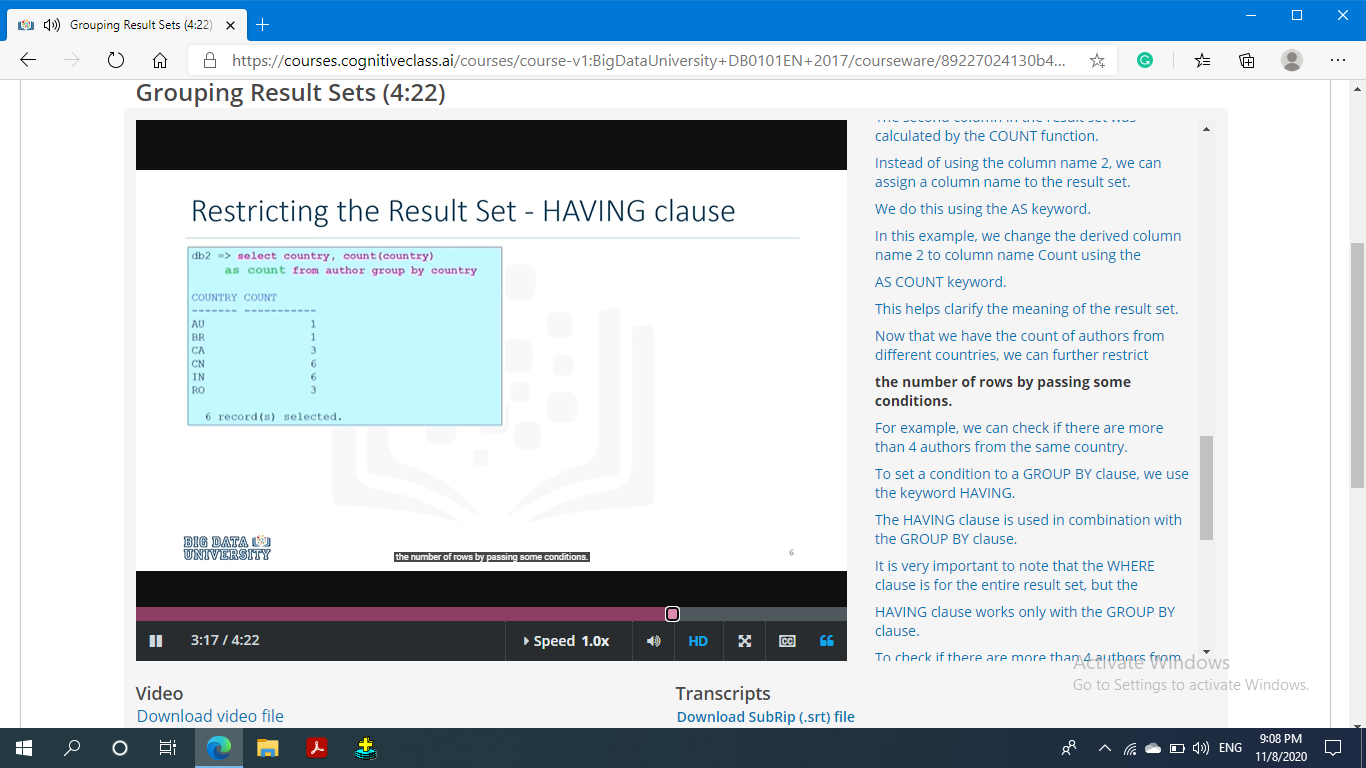 Grouping Result Sets (4:22)
https://courses.cognitiveclass.ai/courses/course-v1:BigDataUniversity+DB0101EN+2017/courseware/89227024130b4...
Grouping Result Sets (4:22)
Restricting the Result Set - HAVING clause
db2 => select country, count(country)
as count from author group by country
COUNTRY COUNT
------- -----------
AU 1
BR 1
CA 3
CN 6
IN 6
RO 3
6 record(s) selected.
BIG DATA
UNIVERSITY
the number of rows by passing some conditions.
6
3:17 / 4:22
Speed 1.0x
HD
CC
The second column in the result set was
calculated by the COUNT function.
Instead of using the column name 2, we can
assign a column name to the result set.
We do this using the AS keyword.
In this example, we change the derived column
name 2 to column name Count using the
AS COUNT keyword.
This helps clarify the meaning of the result set.
Now that we have the count of authors from
different countries, we can further restrict
the number of rows by passing some
conditions.
For example, we can check if there are more
than 4 authors from the same country.
To set a condition to a GROUP BY clause, we use
the keyword HAVING.
The HAVING clause is used in combination with
the GROUP BY clause.
It is very important to note that the WHERE
clause is for the entire result set, but the
HAVING clause works only with the GROUP BY
clause.
To check if there are more than 4 authors from
Activate Windows
Go to Settings to activate Windows.
Video
Download video file
Transcripts
Download SubRip (.srt) file
ENG
9:08 PM
11/8/2020